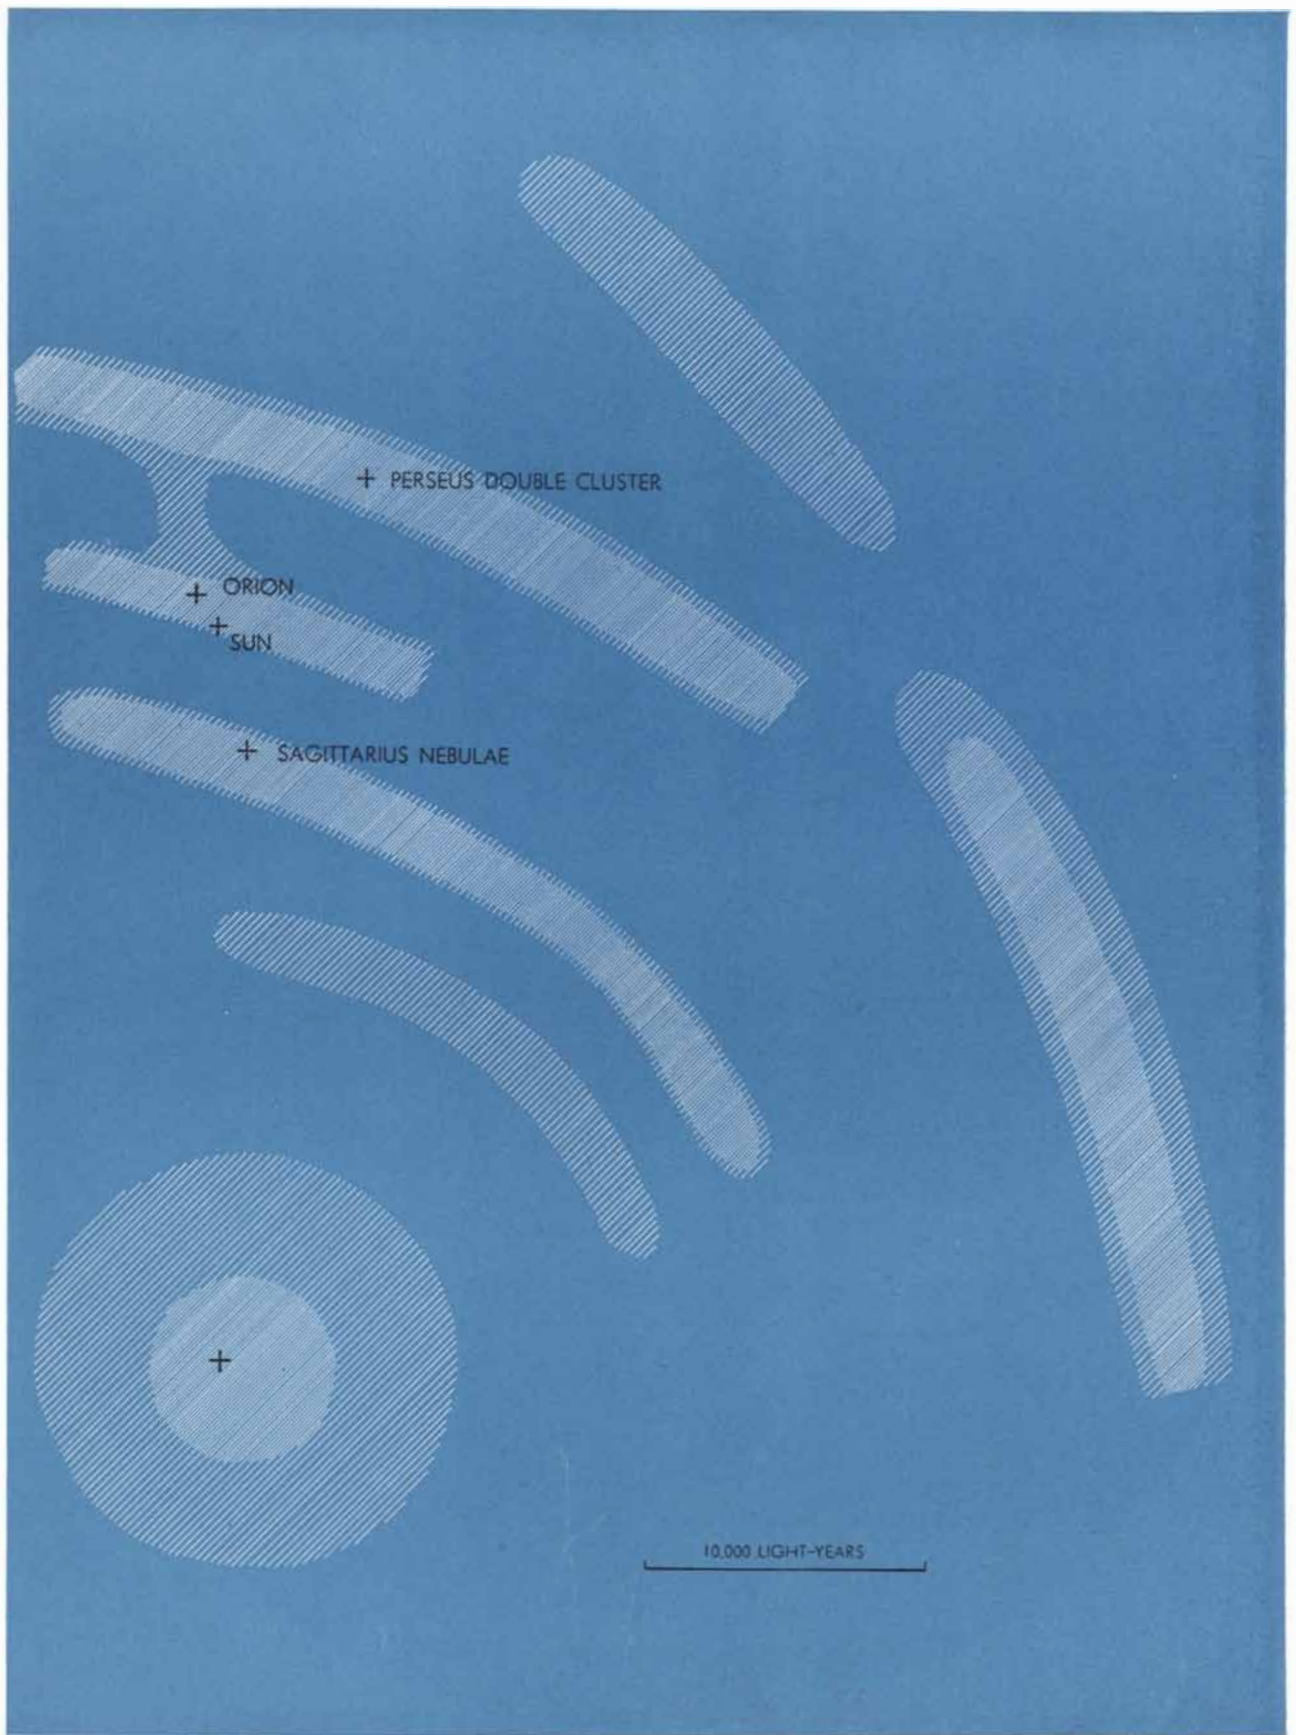 PERSEUS DOUBLE CLUSTER
ORION
SUN
SAGITTARIUS NEBULAE
10,000 LIGHT-YEARS